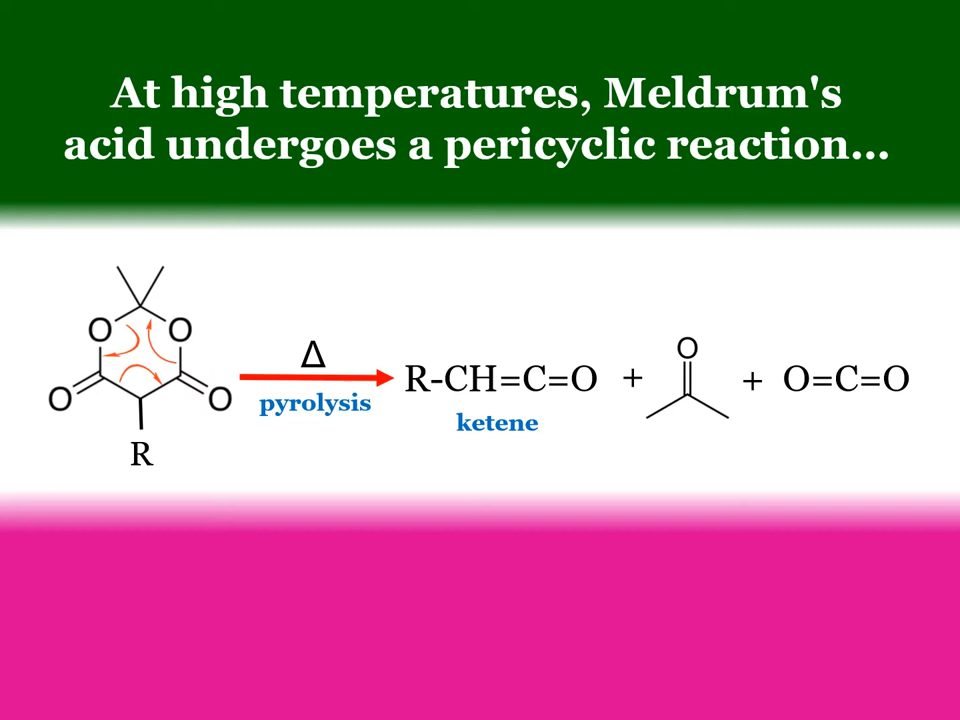 At high temperatures, Meldrum's
acid undergoes a pericyclic reaction...
O O
O O
R
Δ
pyrolysis
R-CH=C=O + O + O=C=O
ketene